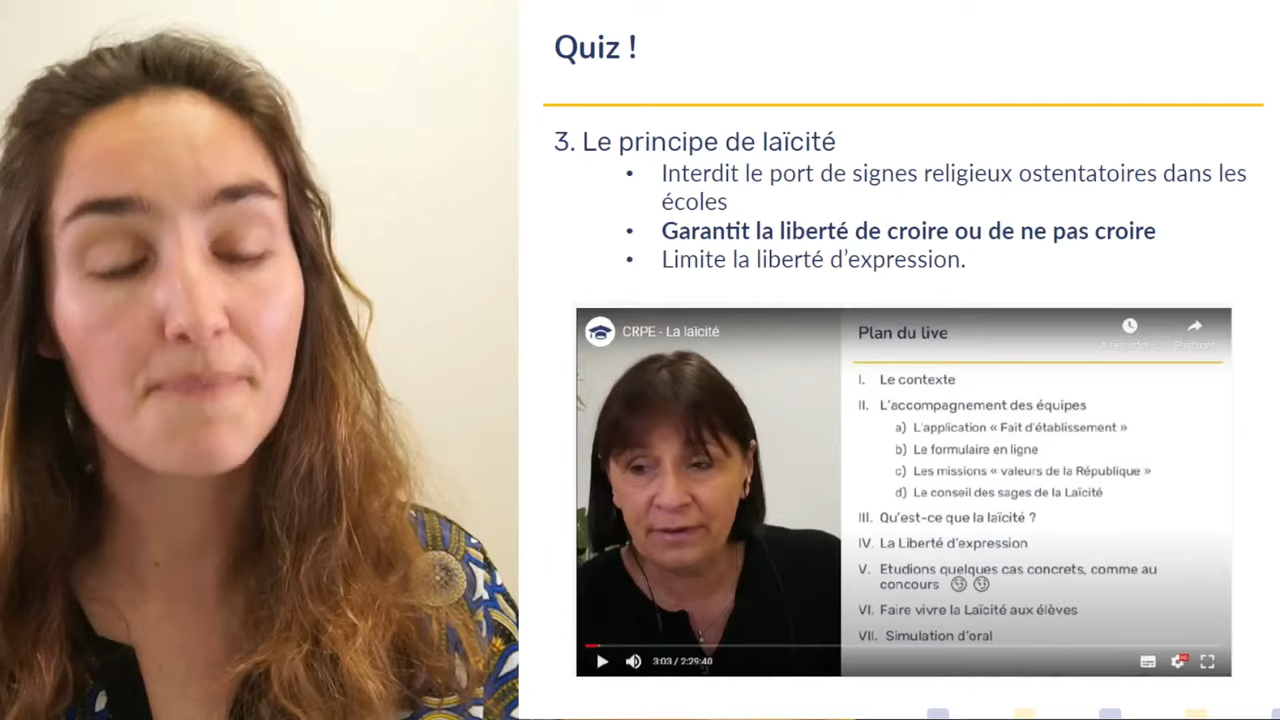 Quiz !
3. Le principe de laïcité
• Interdit le port de signes religieux ostentatoires dans les
écoles
• Garantit la liberté de croire ou de ne pas croire
• Limite la liberté d’expression.
CRPE - La laïcité
À regarder
Partager
Plan du live
I. Le contexte
II. L'accompagnement des équipes
a) L'application « Fait d'établissement »
b) Le formulaire en ligne
c) Les missions « valeurs de la République »
d) Le conseil des sages de la Laïcité
III. Qu'est-ce que la laïcité ?
IV. La Liberté d'expression
V. Etudions quelques cas concrets, comme au
concours
VI. Faire vivre la Laïcité aux élèves
VII. Simulation d'oral
3:03 / 2:29:40
HD